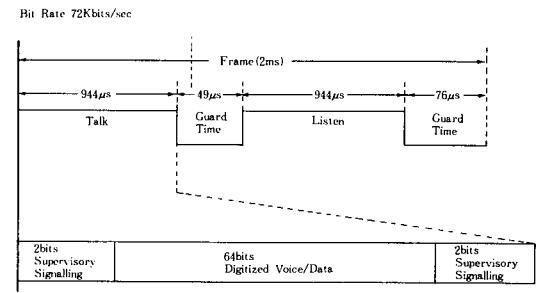 Bit Rate 72Kbits/sec
Frame(2ms)
944μs
49μs
944μs
76μs
Talk
Guard
Time
Listen
Guard
Time
2bits
Supervisory
Signalling
64bits
Digitized Voice/Data
2bits
Supervisory
Signalling